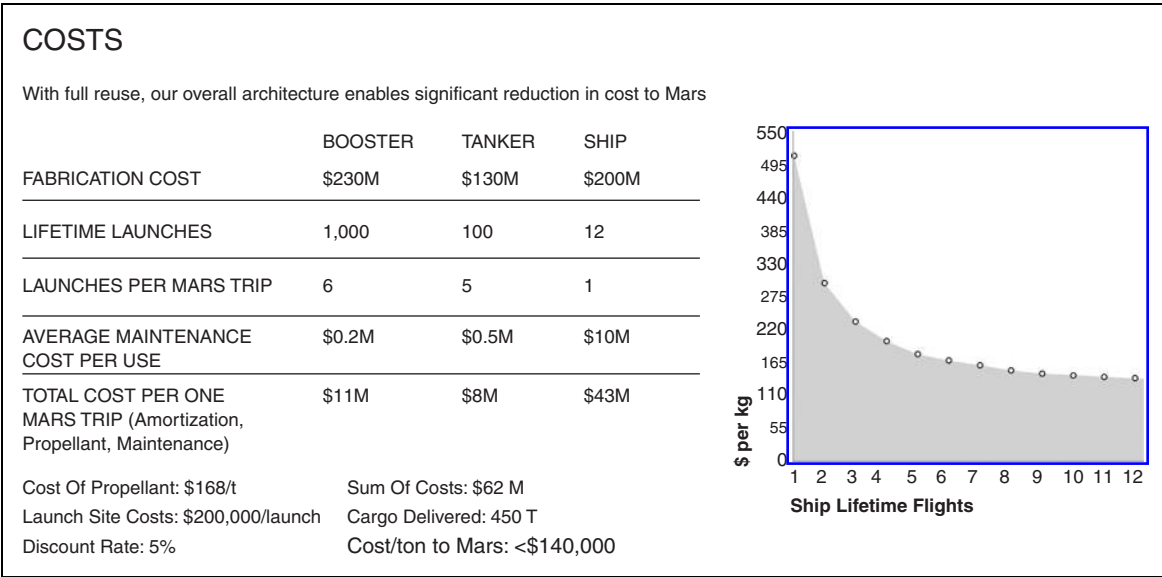 COSTS
With full reuse, our overall architecture enables significant reduction in cost to Mars
BOOSTER TANKER SHIP
FABRICATION COST $230M $130M $200M
LIFETIME LAUNCHES 1,000 100 12
LAUNCHES PER MARS TRIP 6 5 1
AVERAGE MAINTENANCE $0.2M $0.5M $10M
COST PER USE
TOTAL COST PER ONE $11M $8M $43M
MARS TRIP (Amortization,
Propellant, Maintenance)
Cost Of Propellant: $168/t Sum Of Costs: $62 M
Launch Site Costs: $200,000/launch Cargo Delivered: 450 T
Discount Rate: 5% Cost/ton to Mars: <$140,000
550
495
440
385
330
275
220
165
110
55
0
$ per kg
1 2 3 4 5 6 7 8 9 10 11 12
Ship Lifetime Flights